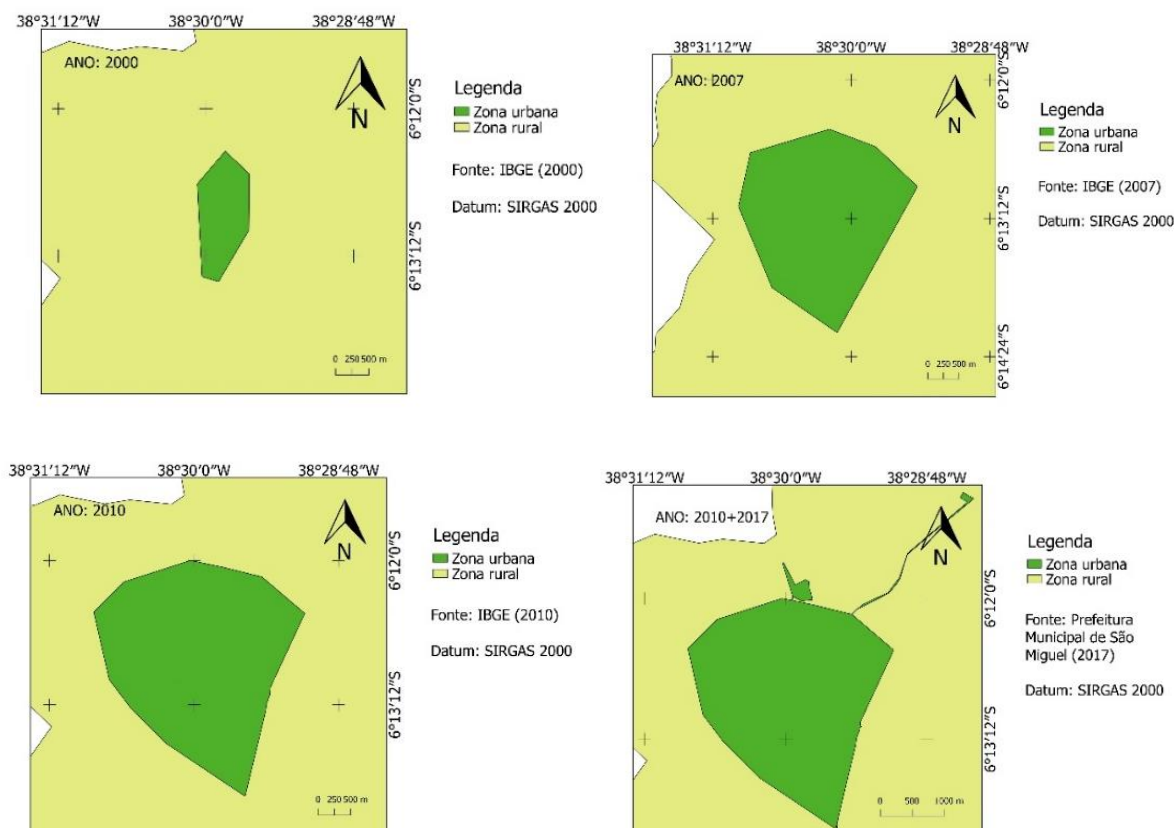 38°31′12″W 38°30′0″W 38°28′48″W
ANO: 2000
N
6°12′0″S
6°13′12″S
0 250 500 m
Legenda
Zona urbana
Zona rural
Fonte: IBGE (2000)
Datum: SIRGAS 2000
38°31′12″W 38°30′0″W 38°28′48″W
ANO: 2007
N
6°12′0″S
6°13′12″S
6°14′24″S
0 250 500 m
Legenda
Zona urbana
Zona rural
Fonte: IBGE (2007)
Datum: SIRGAS 2000
38°31′12″W 38°30′0″W 38°28′48″W
ANO: 2010
N
6°12′0″S
6°13′12″S
0 250 500 m
Legenda
Zona urbana
Zona rural
Fonte: IBGE (2010)
Datum: SIRGAS 2000
38°31′12″W 38°30′0″W 38°28′48″W
ANO: 2010+2017
N
6°12′0″S
6°13′12″S
0 500 1000 m
Legenda
Zona urbana
Zona rural
Fonte: Prefeitura
Municipal de São
Miguel (2017)
Datum: SIRGAS 2000